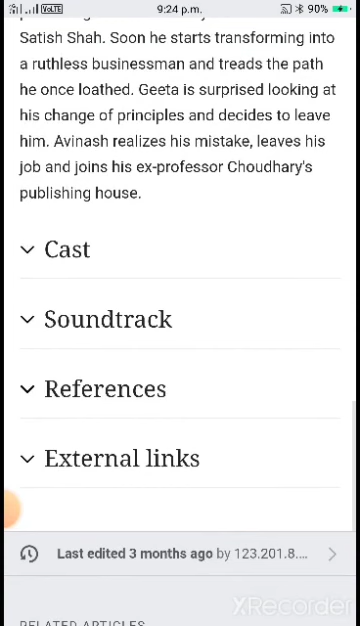 VoLTE 9:24 p.m. 90%
Satish Shah. Soon he starts transforming into
a ruthless businessman and treads the path
he once loathed. Geeta is surprised looking at
his change of principles and decides to leave
him. Avinash realizes his mistake, leaves his
job and joins his ex-professor Choudhary's
publishing house.
Cast
Soundtrack
References
External links
Last edited 3 months ago by 123.201.8....
XRecorder
RELATED ARTICLES